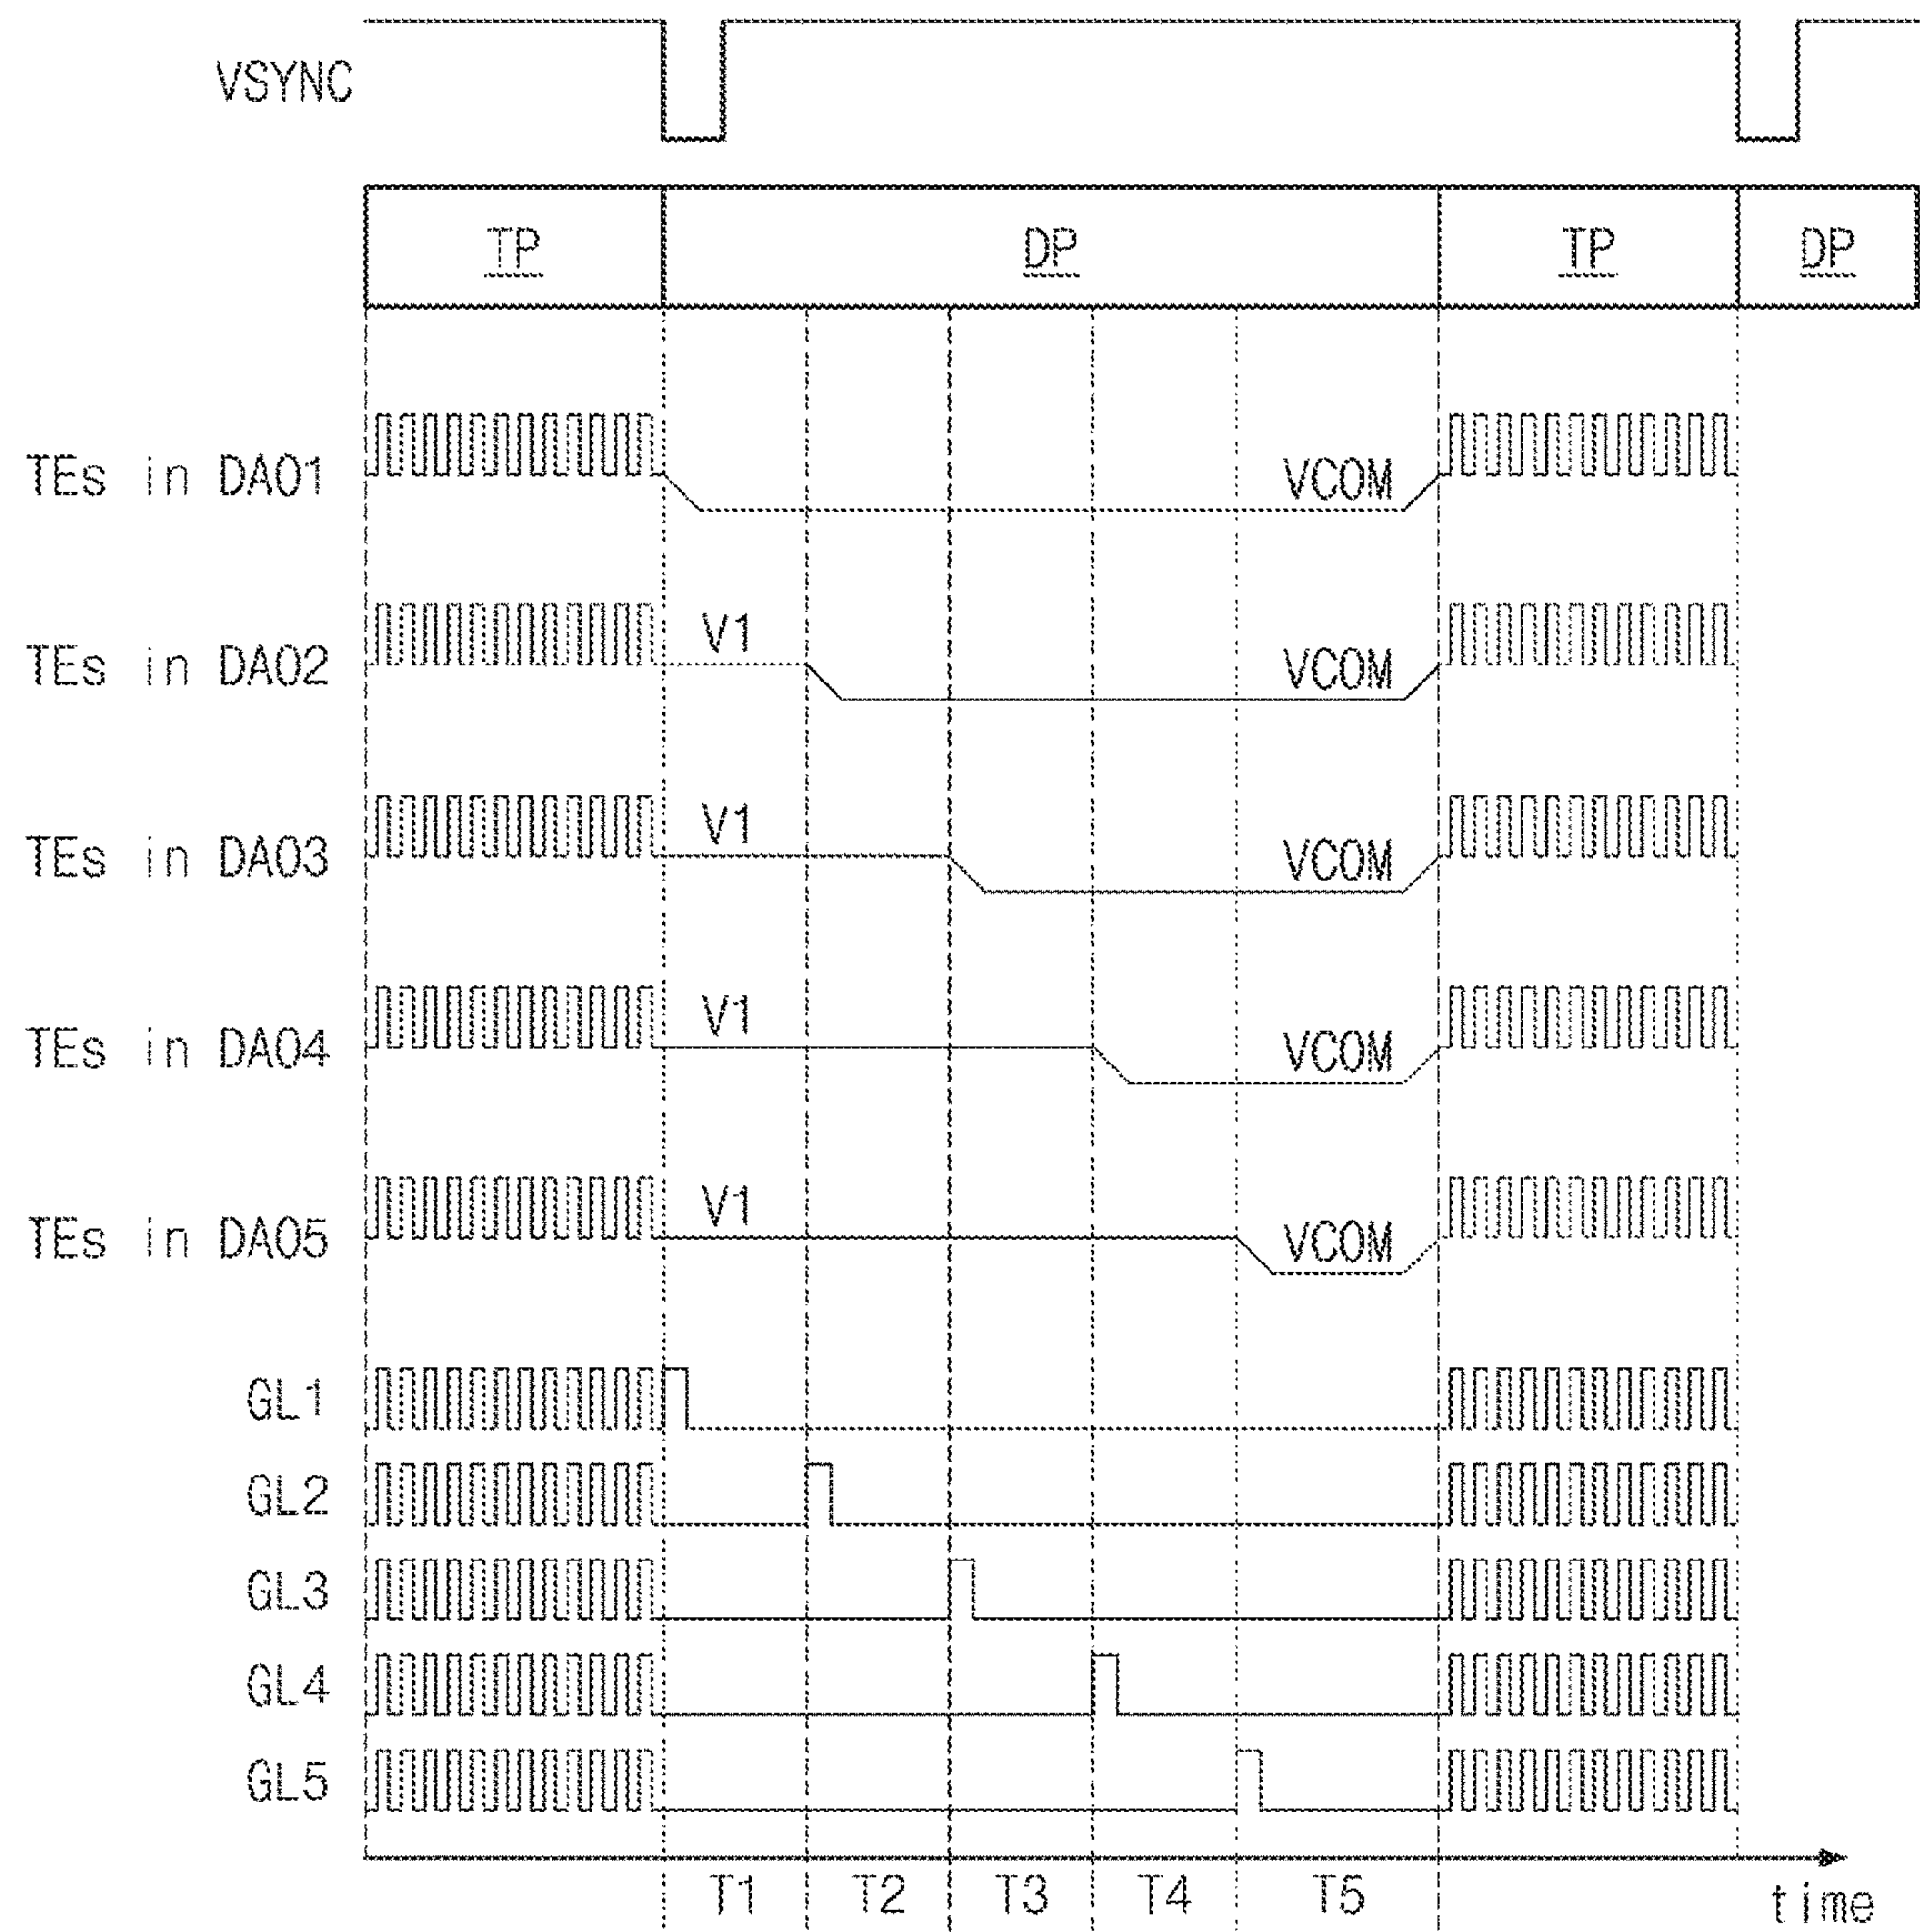 VSYNC
TP DP TP DP
TEs in DA01 VCOM
TEs in DA02 V1 VCOM
TEs in DA03 V1 VCOM
TEs in DA04 V1 VCOM
TEs in DA05 V1 VCOM
GL1
GL2
GL3
GL4
GL5
T1 T2 T3 T4 T5 time